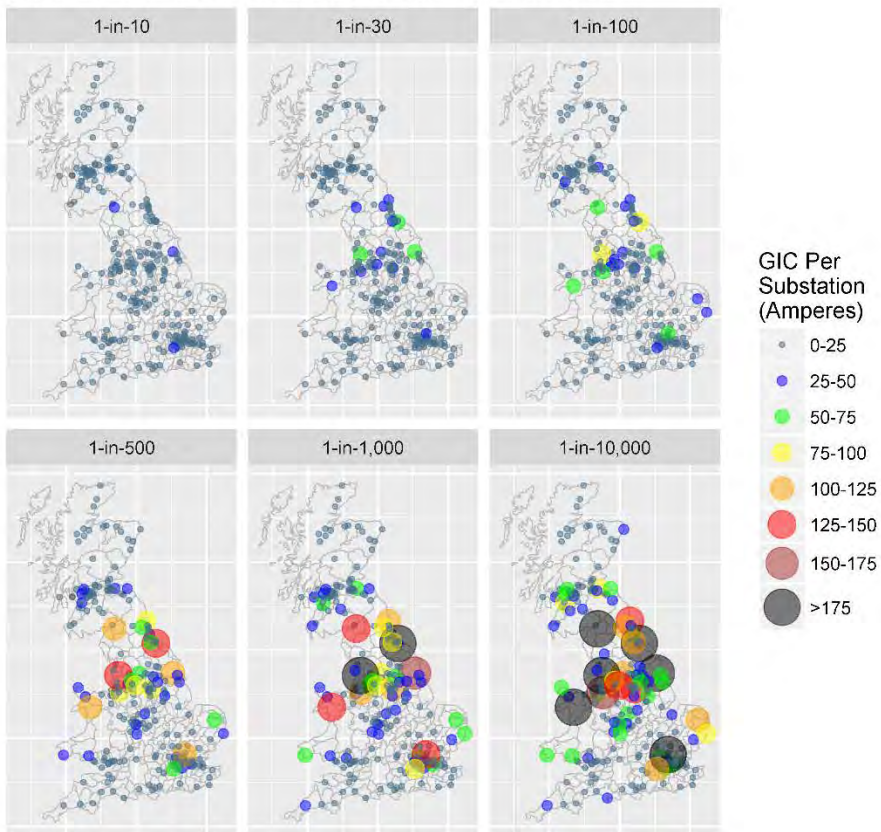 1-in-10
1-in-30
1-in-100
GIC Per
Substation
(Amperes)
0-25
25-50
50-75
75-100
100-125
125-150
150-175
>175
1-in-500
1-in-1,000
1-in-10,000